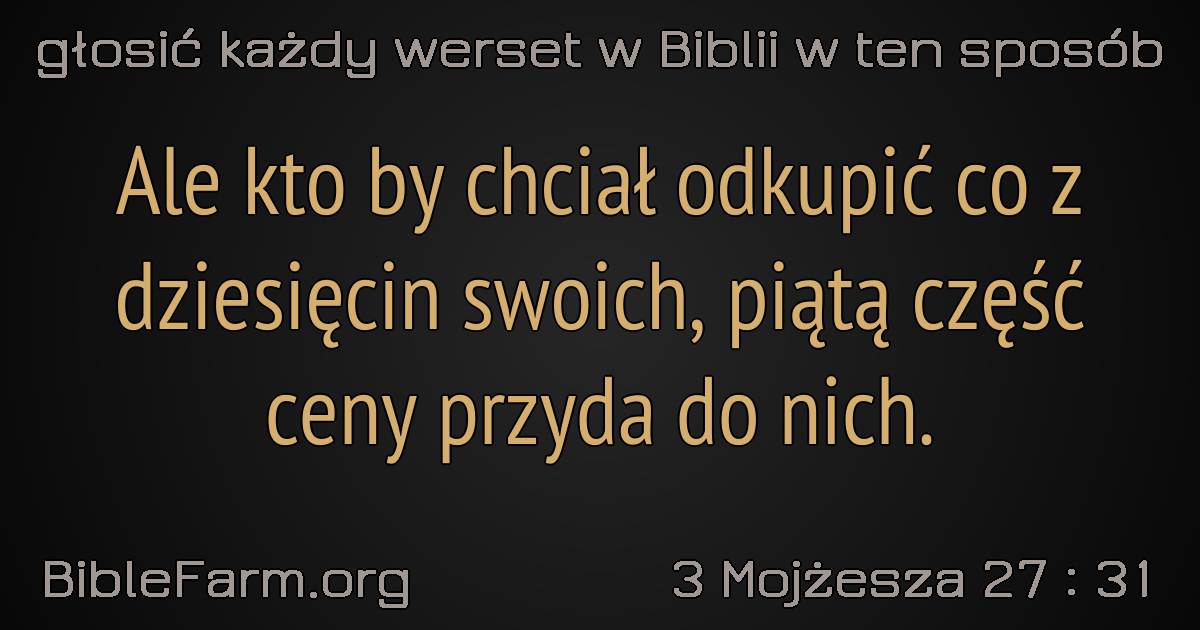 głosić każdy werset w Biblii w ten sposób
Ale kto by chciał odkupić co z
dziesięcin swoich, piątą część
ceny przyda do nich.
BibleFarm.org
3 Mojżesza 27 : 31